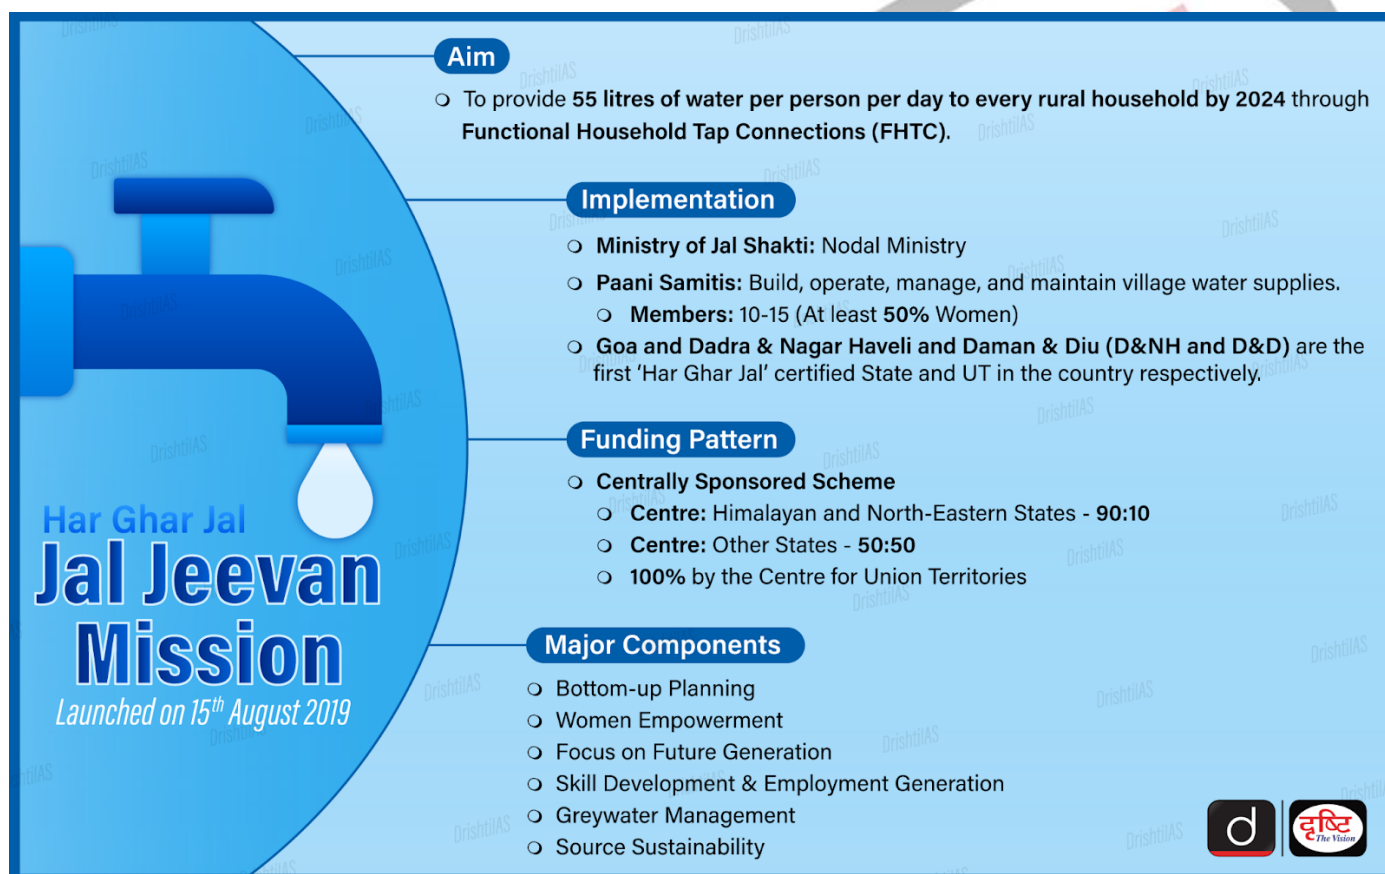 Aim
To provide 55 litres of water per person per day to every rural household by 2024 through
Functional Household Tap Connections (FHTC).
Implementation
Ministry of Jal Shakti: Nodal Ministry
Paani Samitis: Build, operate, manage, and maintain village water supplies.
Members: 10-15 (At least 50% Women)
Goa and Dadra & Nagar Haveli and Daman & Diu (D&NH and D&D) are the
first ‘Har Ghar Jal’ certified State and UT in the country respectively.
Funding Pattern
Centrally Sponsored Scheme
Centre: Himalayan and North-Eastern States - 90:10
Centre: Other States - 50:50
100% by the Centre for Union Territories
Har Ghar Jal
Jal Jeevan
Mission
Launched on 15th August 2019
Major Components
Bottom-up Planning
Women Empowerment
Focus on Future Generation
Skill Development & Employment Generation
Greywater Management
Source Sustainability
d
दृष्टि
The Vision
DrishtiIAS